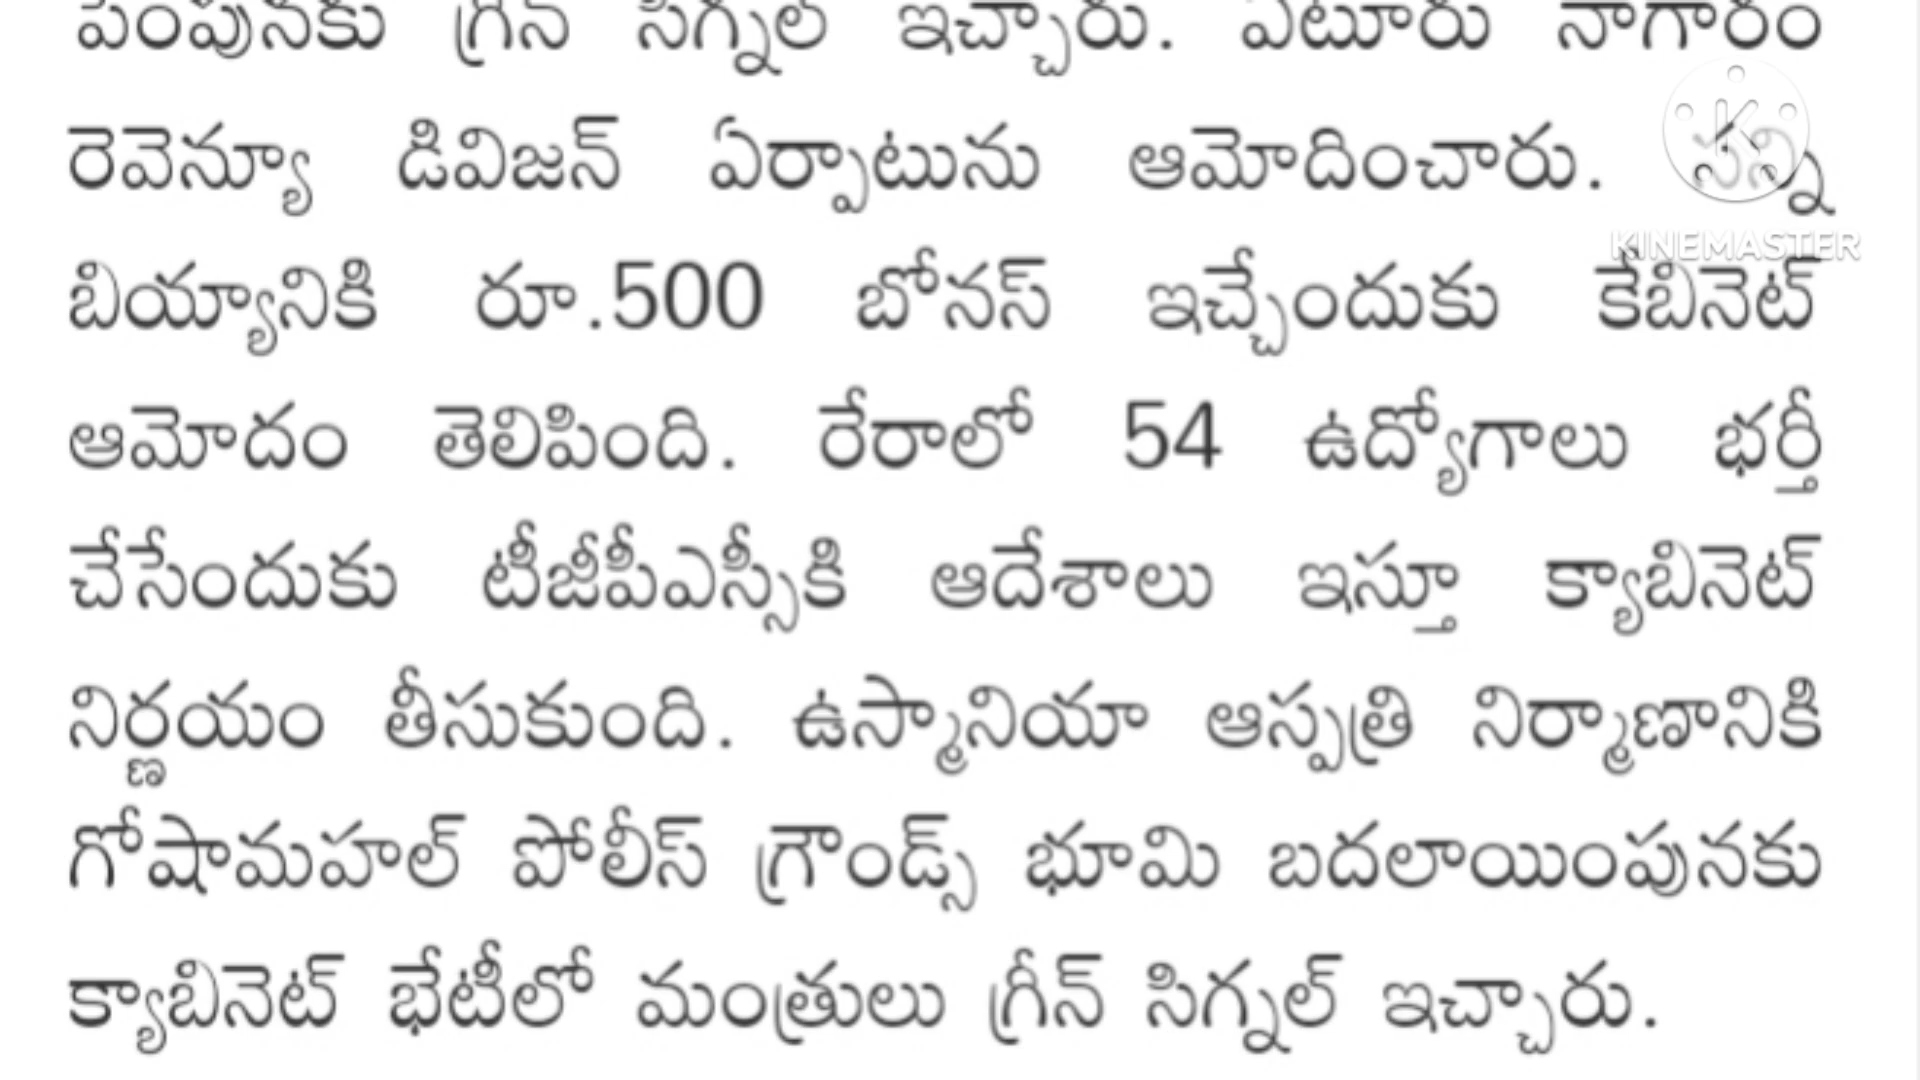 పెంపునకు గ్రీన్ సిగ్నల్ ఇచ్చారు. ఏటూరు నాగారం
రెవెన్యూ డివిజన్ ఏర్పాటును ఆమోదించారు. సన్న
KINEMASTER
బియ్యానికి రూ.500 బోనస్ ఇచ్చేందుకు కేబినెట్
ఆమోదం తెలిపింది. రేరాలో 54 ఉద్యోగాలు భర్తీ
చేసేందుకు టీజీపీఎస్సీకి ఆదేశాలు ఇస్తూ క్యాబినెట్
నిర్ణయం తీసుకుంది. ఉస్మానియా ఆస్పత్రి నిర్మాణానికి
గోషామహల్ పోలీస్ గ్రౌండ్స్ భూమి బదలాయింపునకు
క్యాబినెట్ భేటీలో మంత్రులు గ్రీన్ సిగ్నల్ ఇచ్చారు.